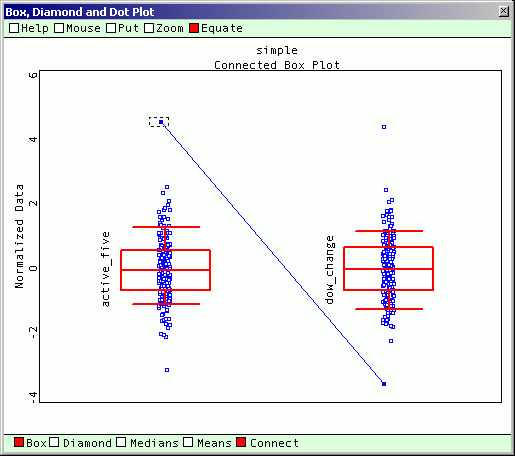 Box, Diamond and Dot Plot
Help Mouse Put Zoom Equate
simple
Connected Box Plot
6
4
2
0
-2
-4
Normalized Data
active_five
dow_change
Box Diamond Medians Means Connect